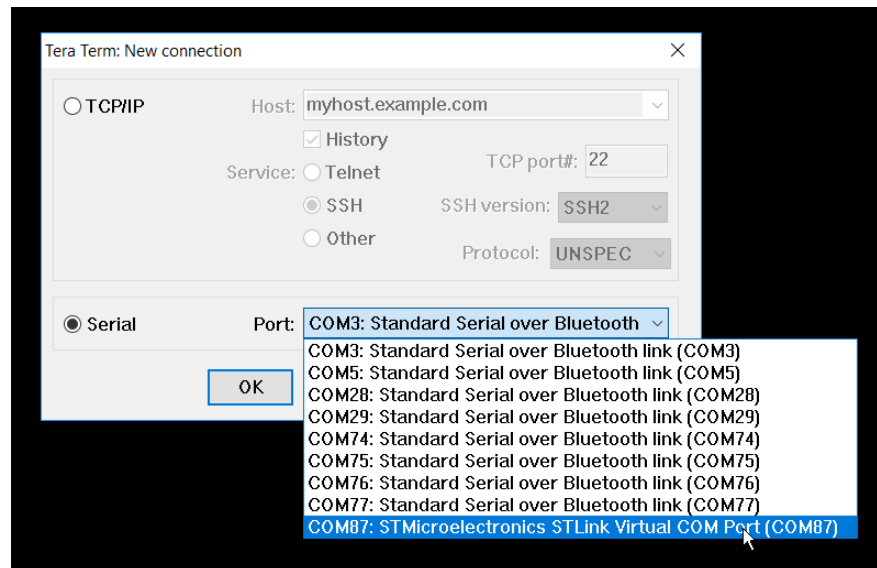 Tera Term: New connection
TCP/IP
Host: myhost.example.com
History
Service: Telnet
TCP port#: 22
SSH
SSH version: SSH2
Other
Protocol: UNSPEC
Serial
Port: COM3: Standard Serial over Bluetooth
COM3: Standard Serial over Bluetooth link (COM3)
COM5: Standard Serial over Bluetooth link (COM5)
OK
COM28: Standard Serial over Bluetooth link (COM28)
COM29: Standard Serial over Bluetooth link (COM29)
COM74: Standard Serial over Bluetooth link (COM74)
COM75: Standard Serial over Bluetooth link (COM75)
COM76: Standard Serial over Bluetooth link (COM76)
COM77: Standard Serial over Bluetooth link (COM77)
COM87: STMicroelectronics STLink Virtual COM Port (COM87)